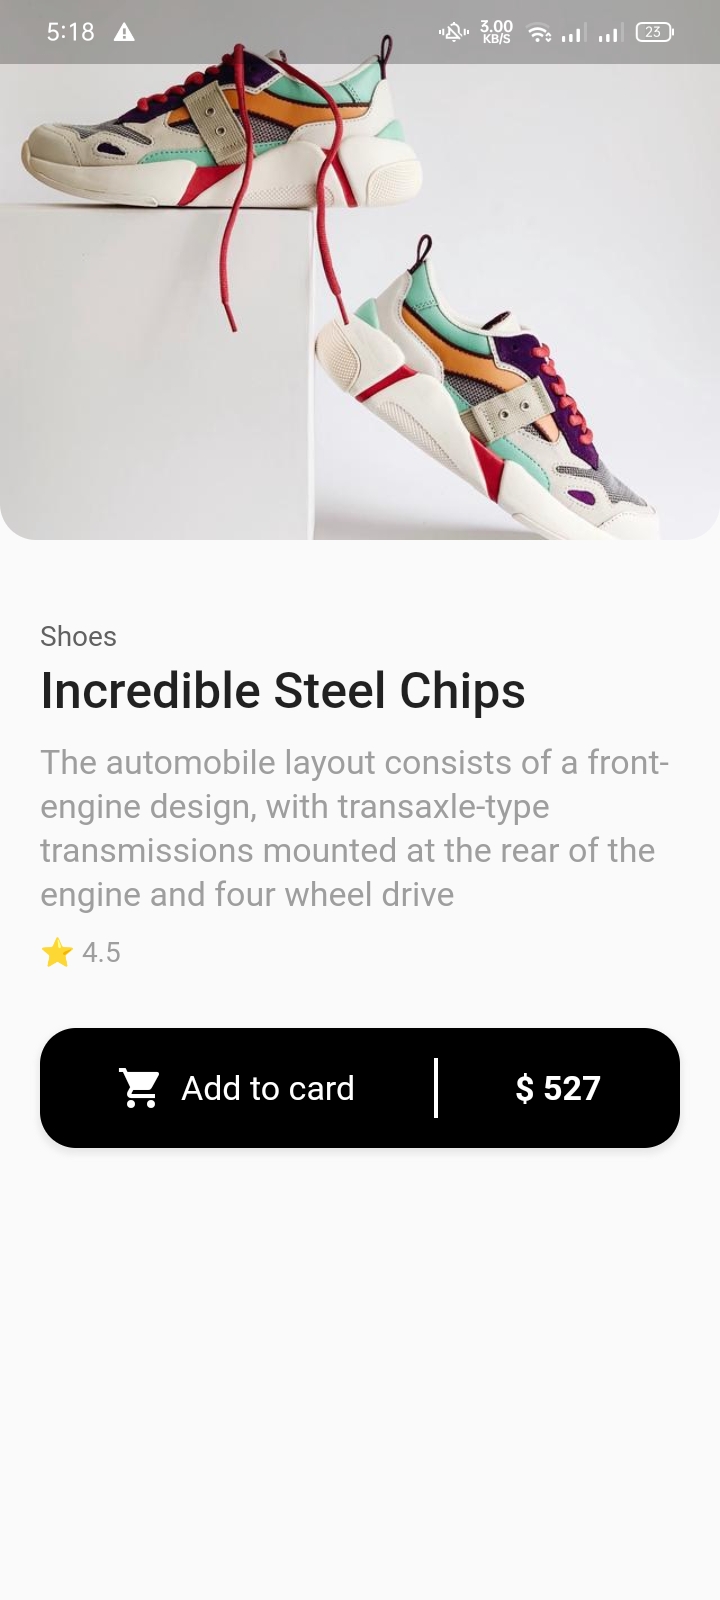 5:18
3.00
KB/S
23
Shoes
Incredible Steel Chips
The automobile layout consists of a front-
engine design, with transaxle-type
transmissions mounted at the rear of the
engine and four wheel drive
⭐ 4.5
Add to card
$ 527